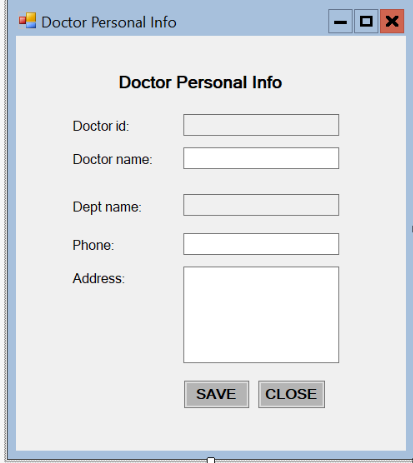 Doctor Personal Info
Doctor Personal Info
Doctor id:
Doctor name:
Dept name:
Phone:
Address:
SAVE CLOSE